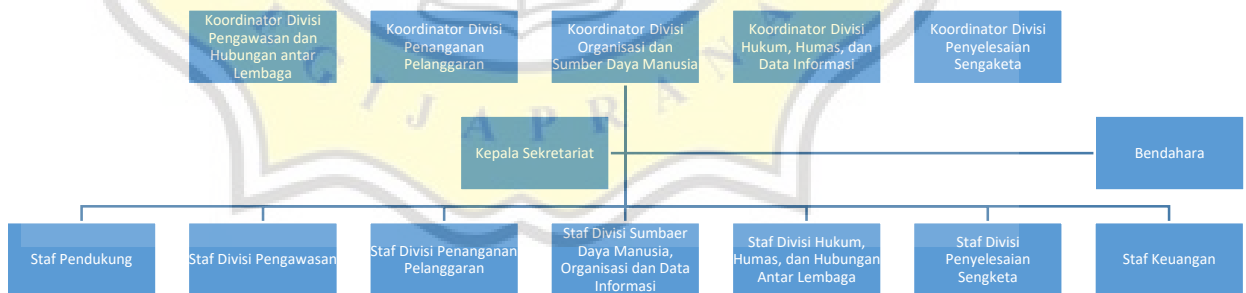 Koordinator Divisi
Pengawasan dan
Hubungan antar
Lembaga
Koordinator Divisi
Penanganan
Pelanggaran
Koordinator Divisi
Organisasi dan
Sumber Daya Manusia
Koordinator Divisi
Hukum, Humas, dan
Data Informasi
Koordinator Divisi
Penyelesaian
Sengaketa
GIJAPRANA
Kepala Sekretariat
Bendahara
Staf Pendukung
Staf Divisi Pengawasan
Staf Divisi Penanganan
Pelanggaran
Staf Divisi Sumbaer
Daya Manusia,
Organisasi dan Data
Informasi
Staf Divisi Hukum,
Humas, dan Hubungan
Antar Lembaga
Staf Divisi
Penyelesaian
Sengketa
Staf Keuangan